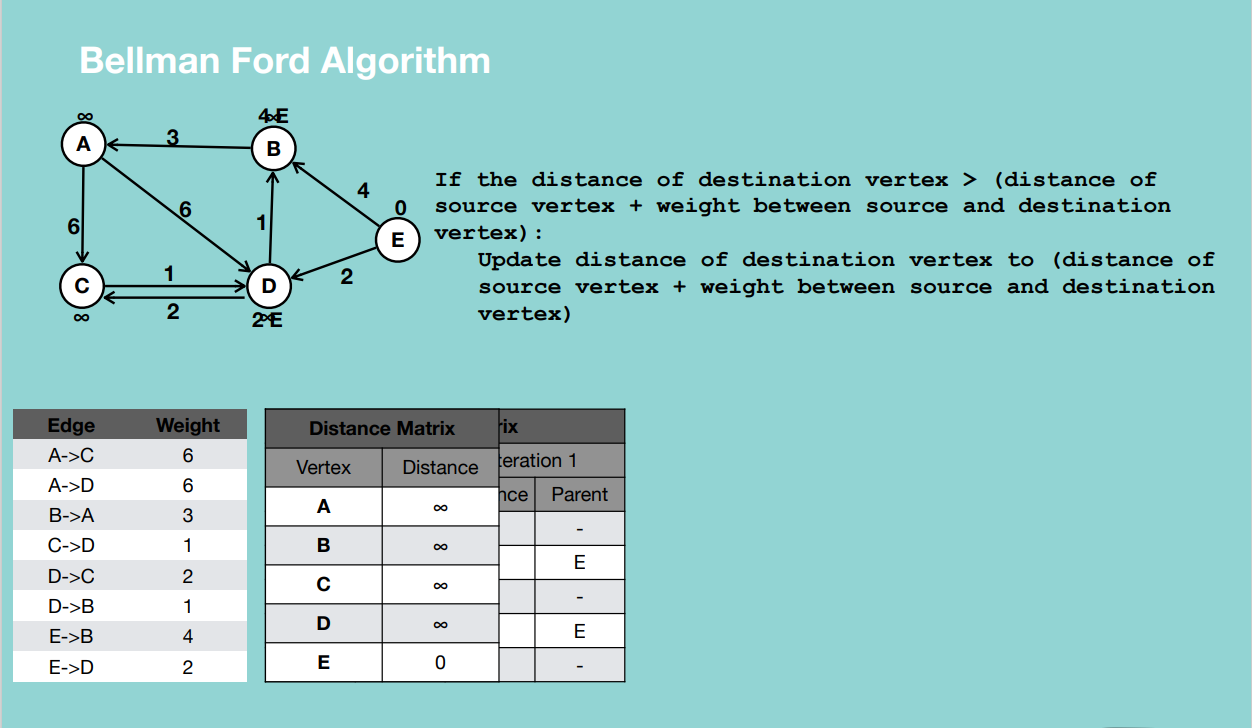 Bellman Ford Algorithm
∞
A
3
B
6
6
1
4
0
E
2
C
1
2
D
∞
If the distance of destination vertex > (distance of
source vertex + weight between source and destination
vertex):
Update distance of destination vertex to (distance of
source vertex + weight between source and destination
vertex)
Edge Weight
A->C 6
A->D 6
B->A 3
C->D 1
D->C 2
D->B 1
E->B 4
E->D 2
Distance Matrix
Vertex Distance
A ∞
B ∞
C ∞
D ∞
E 0
Parent
-
E
-
E
-